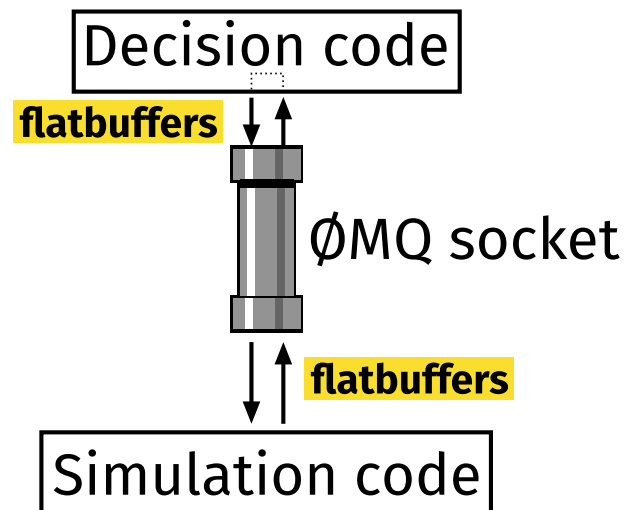 Decision code
flatbuffers
ØMQ socket
flatbuffers
Simulation code